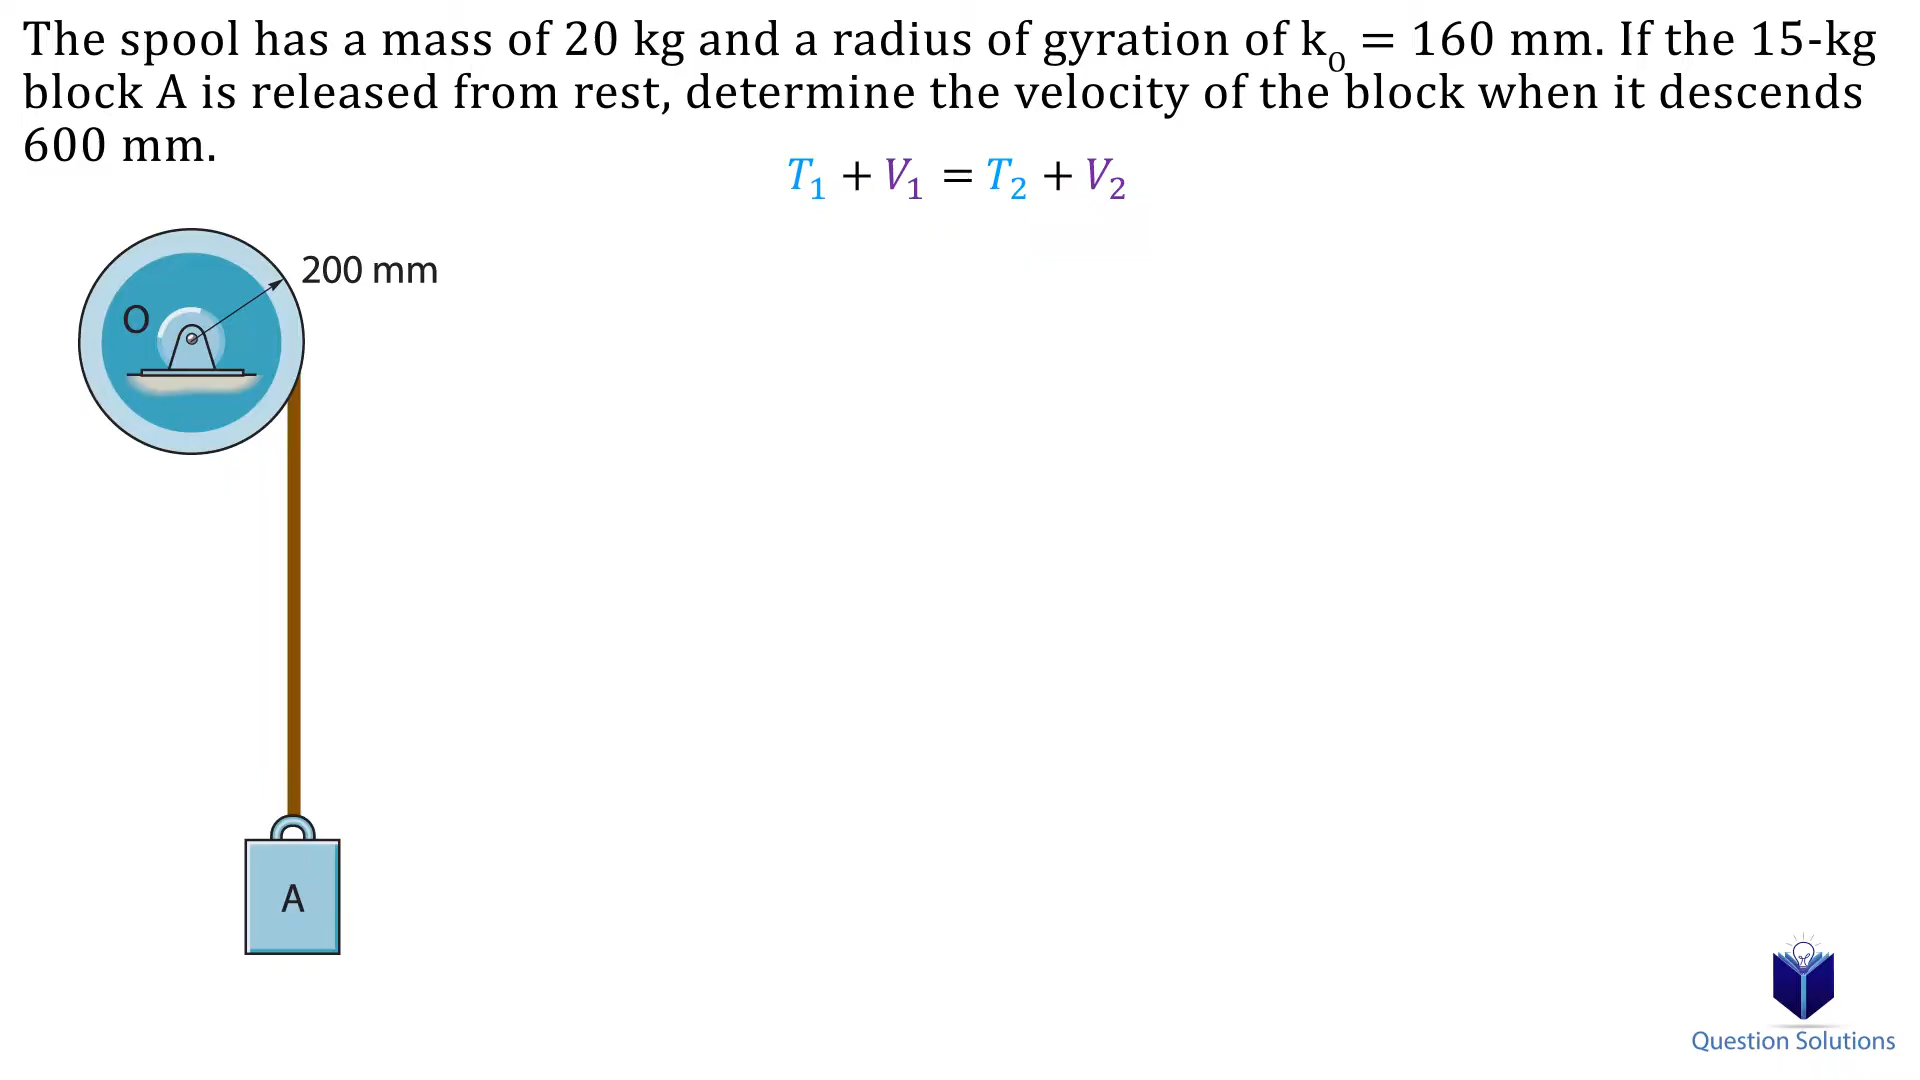 The spool has a mass of 20 kg and a radius of gyration of kₒ = 160 mm. If the 15-kg
block A is released from rest, determine the velocity of the block when it descends
600 mm.
T₁ + V₁ = T₂ + V₂
200 mm
O
A
Question Solutions